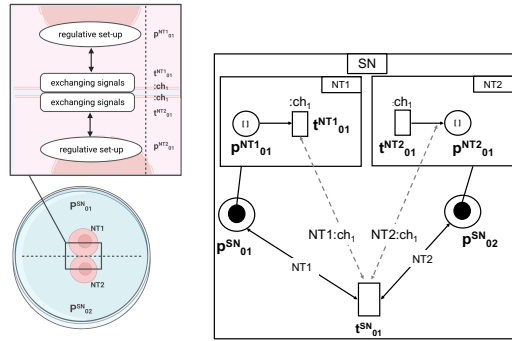 regulative set-up
p^NT1_01
exchanging signals
t^NT1_01
:ch₁
exchanging signals
:ch₁
t^NT2_01
regulative set-up
p^NT2_01
P^SN_01
NT1
NT2
P^SN_02
SN
NT1
NT2
:ch₁
:ch₁
[ ]
t^NT1_01
[ ]
p^NT1_01
t^NT2_01
p^NT2_01
p^SN_01
p^SN_02
NT1:ch₁
NT2:ch₁
NT1
NT2
t^SN_01